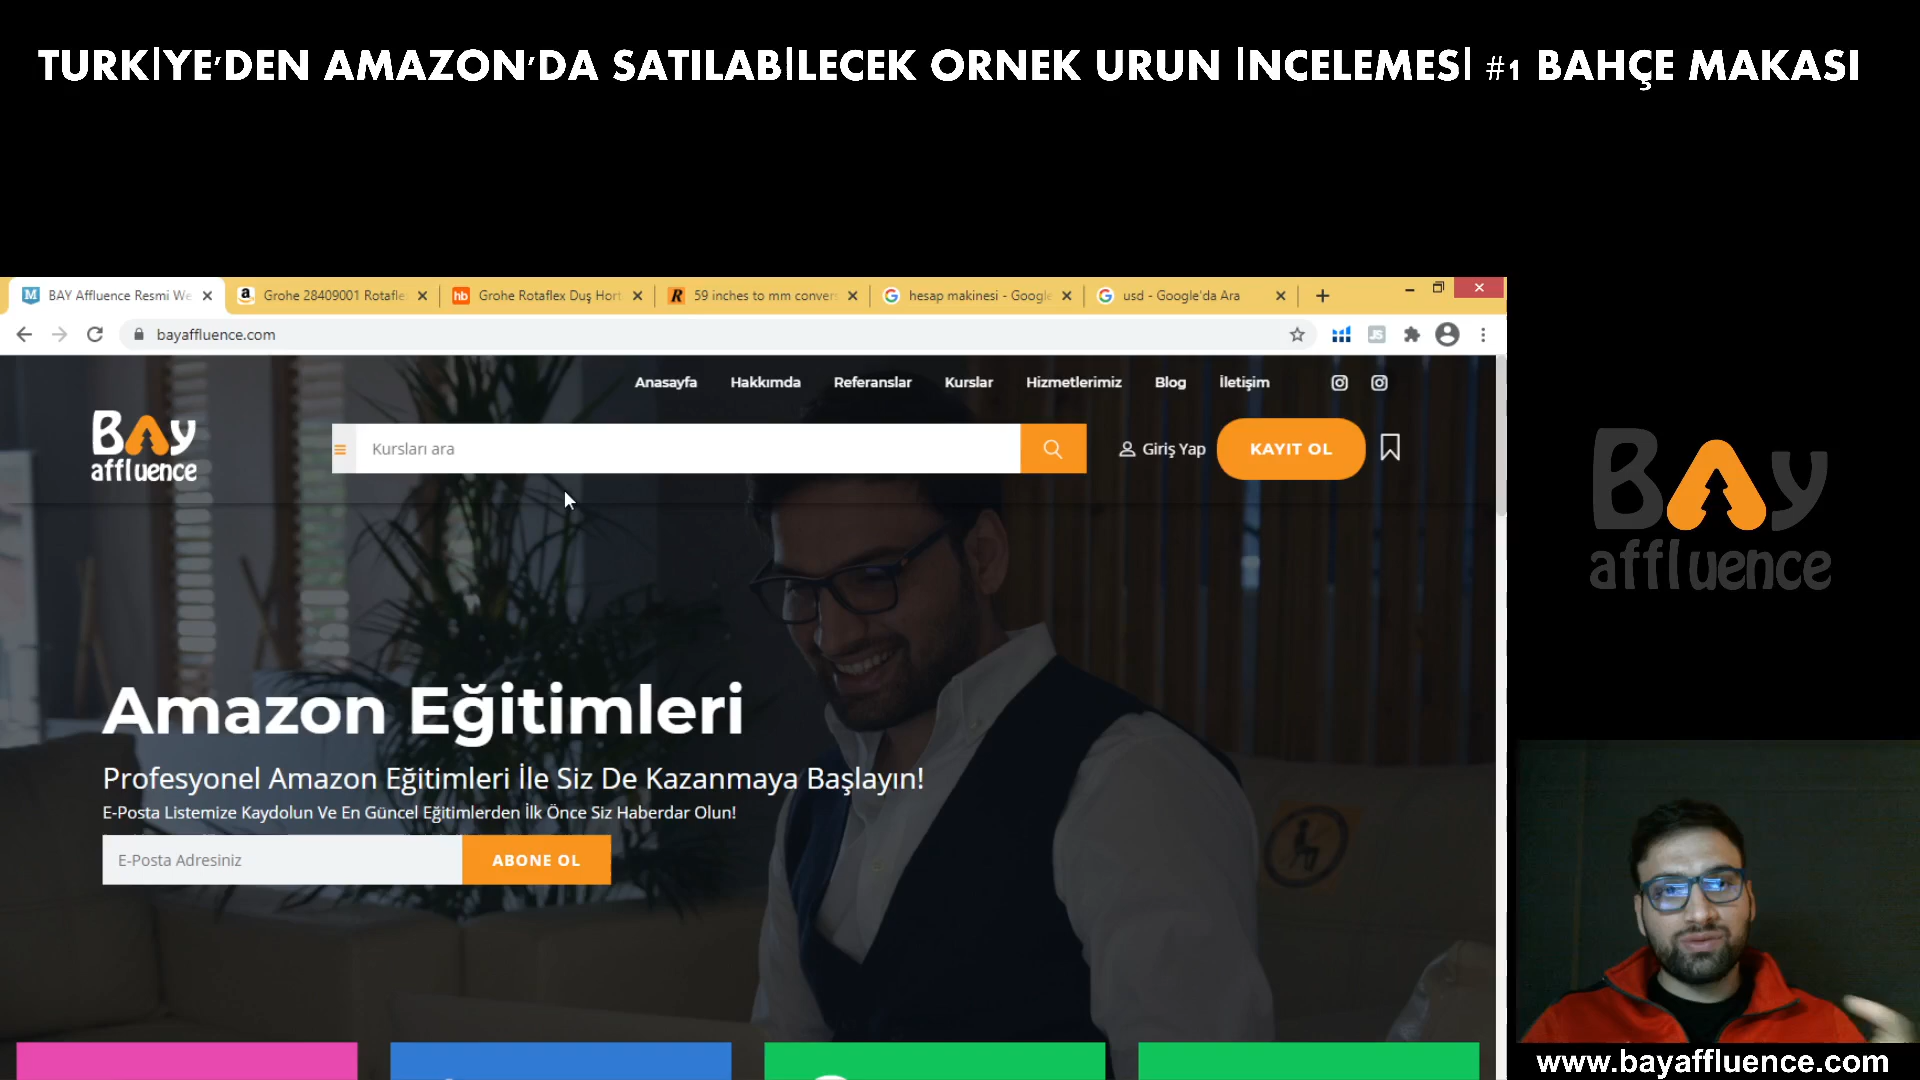 TURKİYE'DEN AMAZON'DA SATILABİLECEK ORNEK URUN İNCELEMESİ #1 BAHÇE MAKASI
BAY Affluence Resmi We
Grohe 28409001 Rotafle
Grohe Rotaflex Duş Hort
59 inches to mm conver
hesap makinesi - Google
usd - Google'da Ara
bayaffluence.com
Anasayfa Hakkımda Referanslar Kurslar Hizmetlerimiz Blog İletişim
BAy
affluence
Kursları ara
Giriş Yap
KAYIT OL
BAy
affluence
Amazon Eğitimleri
Profesyonel Amazon Eğitimleri İle Siz De Kazanmaya Başlayın!
E-Posta Listemize Kaydolun Ve En Güncel Eğitimlerden İlk Önce Siz Haberdar Olun!
E-Posta Adresiniz
ABONE OL
www.bayaffluence.com